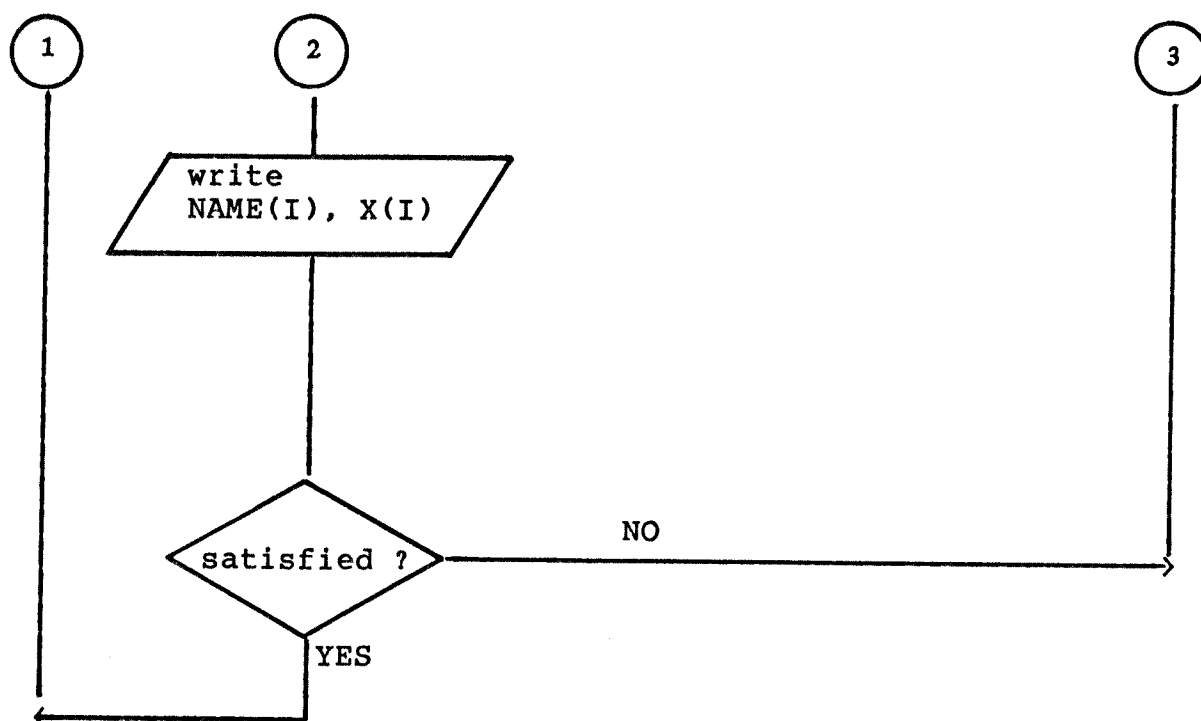 1
2
3
write
NAME(I), X(I)
satisfied ?
NO
YES